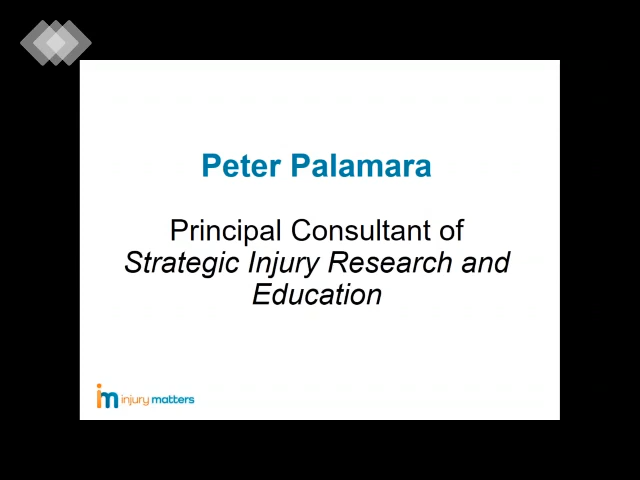 Peter Palamara
Principal Consultant of
Strategic Injury Research and
Education
im injury matters